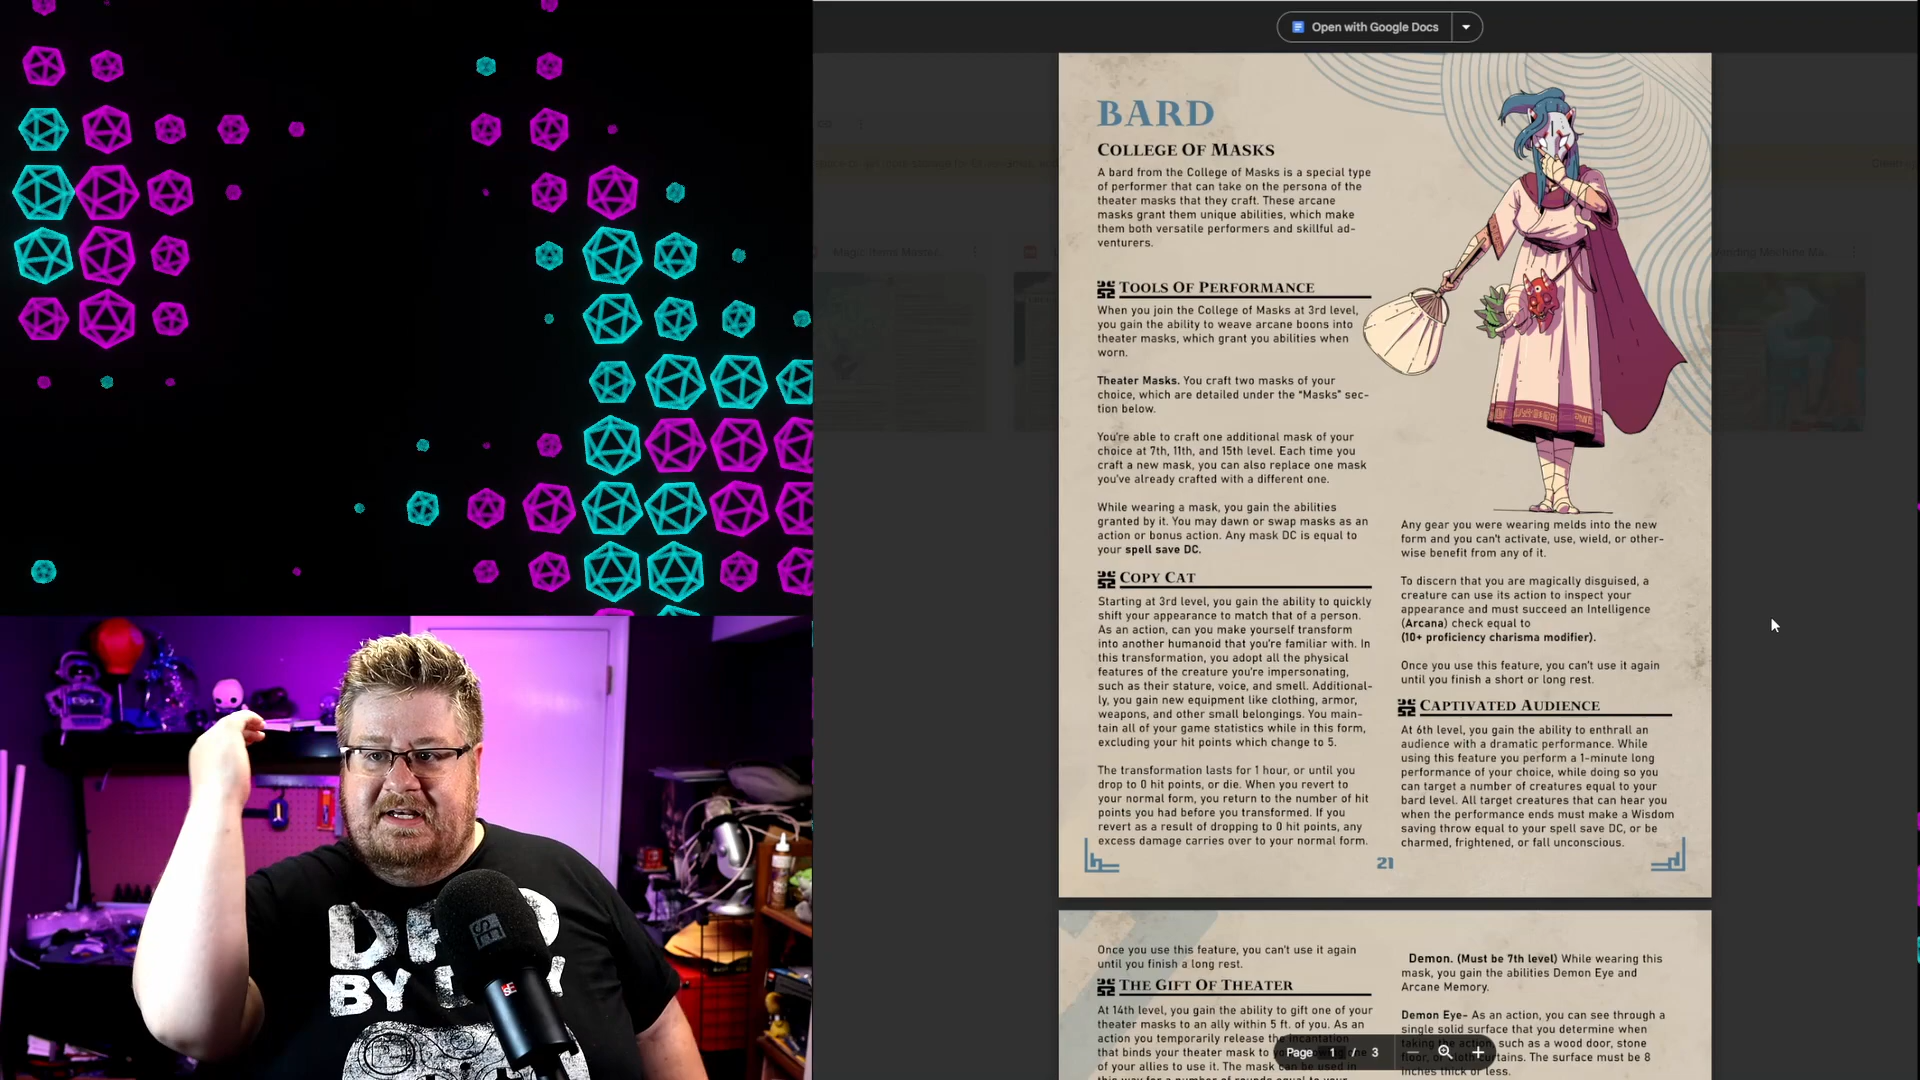 Open with Google Docs
BARD
COLLEGE OF MASKS
A bard from the College of Masks is a special type
of performer that can take on the persona of the
theater masks that they craft. These arcane
masks grant them unique abilities, which make
them both versatile performers and skillful ad-
venturers.
TOOLS OF PERFORMANCE
When you join the College of Masks at 3rd level,
you gain the ability to weave arcane boons into
theater masks, which grant you abilities when
worn.
Theater Masks. You craft two masks of your
choice, which are detailed under the “Masks” sec-
tion below.
You're able to craft one additional mask of your
choice at 7th, 11th, and 15th level. Each time you
craft a new mask, you can also replace one mask
you've already crafted with a different one.
While wearing a mask, you gain the abilities
granted by it. You may dawn or swap masks as an
action or bonus action. Any mask DC is equal to
your spell save DC.
COPY CAT
Starting at 3rd level, you gain the ability to quickly
shift your appearance to match that of a person.
As an action, can you make yourself transform
into another humanoid that you're familiar with. In
this transformation, you adopt all the physical
features of the creature you're impersonating,
such as their stature, voice, and smell. Additional-
ly, you gain new equipment like clothing, armor,
weapons, and other small belongings. You main-
tain all of your game statistics while in this form,
excluding your hit points which change to 5.
The transformation lasts for 1 hour, or until you
drop to 0 hit points, or die. When you revert to
your normal form, you return to the number of hit
points you had before you transformed. If you
revert as a result of dropping to 0 hit points, any
excess damage carries over to your normal form.
Any gear you were wearing melds into the new
form and you can't activate, use, wield, or other-
wise benefit from any of it.
To discern that you are magically disguised, a
creature can use its action to inspect your
appearance and must succeed an Intelligence
(Arcana) check equal to
(10+ proficiency charisma modifier).
Once you use this feature, you can't use it again
until you finish a short or long rest.
CAPTIVATED AUDIENCE
At 6th level, you gain the ability to enthrall an
audience with a dramatic performance. While
using this feature you perform a 1-minute long
performance of your choice, while doing so you
can target a number of creatures equal to your
bard level. All target creatures that can hear you
when the performance ends must make a Wisdom
saving throw equal to your spell save DC, or be
charmed, frightened, or fall unconscious.
21
Once you use this feature, you can't use it again
until you finish a long rest.
THE GIFT OF THEATER
At 14th level, you gain the ability to gift one of your
theater masks to an ally within 5 ft. of you. As an
action you temporarily release the incantation
that binds your theater mask to
of your allies to use it. The mask can be used in
Demon. (Must be 7th level) While wearing this
mask, you gain the abilities Demon Eye and
Arcane Memory.
Demon Eye- As an action, you can see through a
single solid surface that you determine when
taking the action, such as a wood door, stone
floor, or cloth curtains. The surface must be 8
inches thick or less.
Page 1 / 3
Magic Items Master
BY
sE